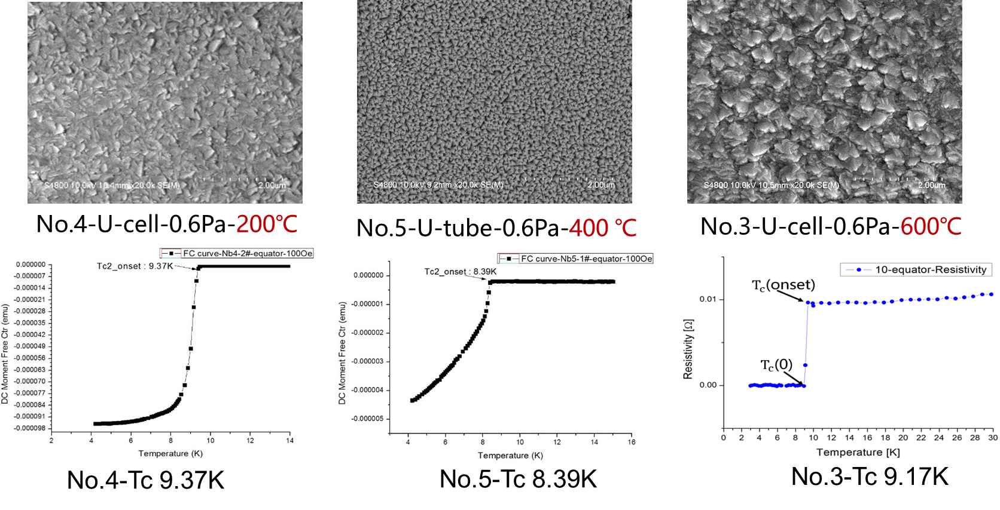 S4800 10.0kV 10.4mm x20.0k SE(M) 2.00um
S4800 10.0kV 9.2mm x20.0k SE(M) 2.00um
S4800 10.0kV 10.5mm x20.0k SE(M) 2.00um
No.4-U-cell-0.6Pa-200℃
No.5-U-tube-0.6Pa-400 ℃
No.3-U-cell-0.6Pa-600℃
FC curve-Nb4-2#-equator-100Oe
Tc2_onset : 9.37K
DC Moment Free Ctr (emu)
0.000000
-0.000007
-0.000014
-0.000021
-0.000028
-0.000035
-0.000042
-0.000049
-0.000056
-0.000063
-0.000070
-0.000077
-0.000084
-0.000091
-0.000098
2 4 6 8 10 12 14
Temperature (K)
FC curve-Nb5-1#-equator-100Oe
Tc2_onset : 8.39K
DC Moment Free Ctr (emu)
0.000000
-0.000001
-0.000002
-0.000003
-0.000004
-0.000005
4 6 8 10 12 14 16
Temperature (K)
10-equator-Resistivity
Tc(onset)
Tc(0)
Resistivity [Ω]
0.01
0.00
0 2 4 6 8 10 12 14 16 18 20 22 24 26 28 30
Temperature [K]
No.4-Tc 9.37K
No.5-Tc 8.39K
No.3-Tc 9.17K